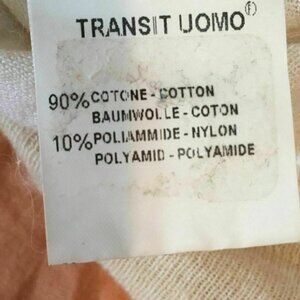 TRANSIT UOMO Ⓕ
90% COTONE - COTTON
BAUMWOLLE - COTON
10% POLIAMMIDE - NYLON
POLYAMID - POLYAMIDE